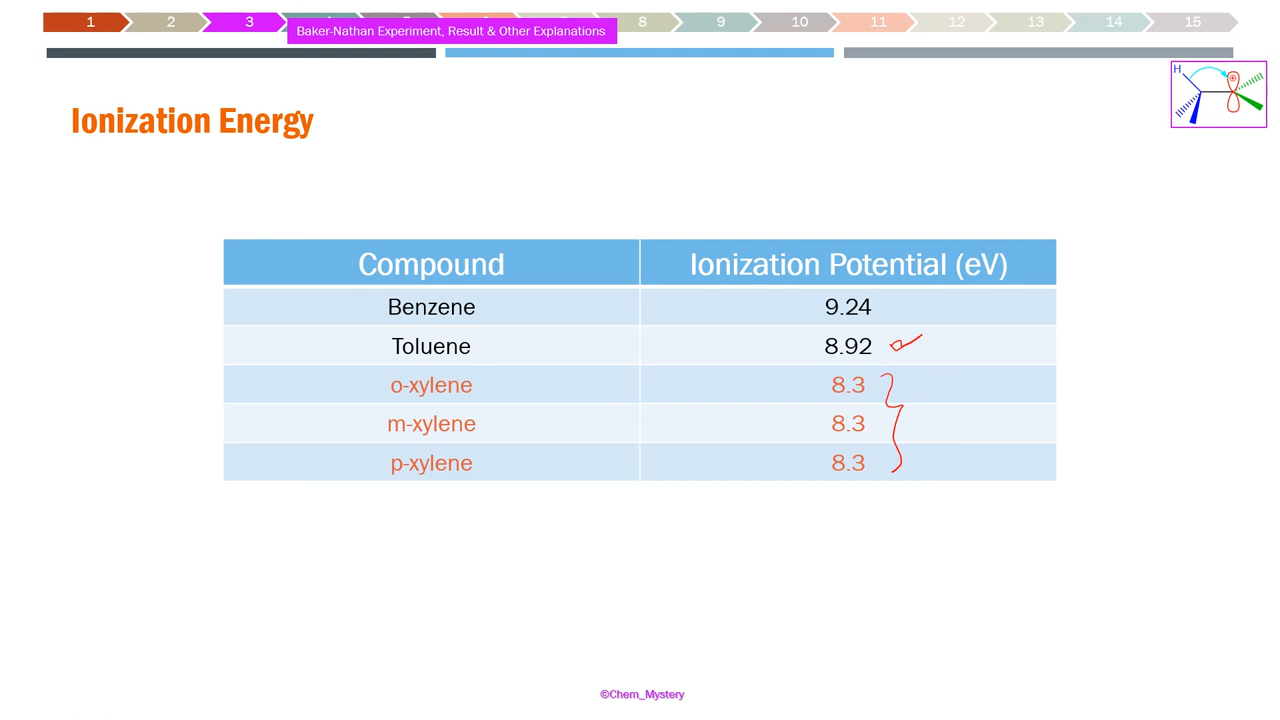 1 2 3 8 9 10 11 12 13 14 15
Baker-Nathan Experiment, Result & Other Explanations
H
Ionization Energy
Compound Ionization Potential (eV)
Benzene 9.24
Toluene 8.92
o-xylene 8.3
m-xylene 8.3
p-xylene 8.3
©Chem_Mystery